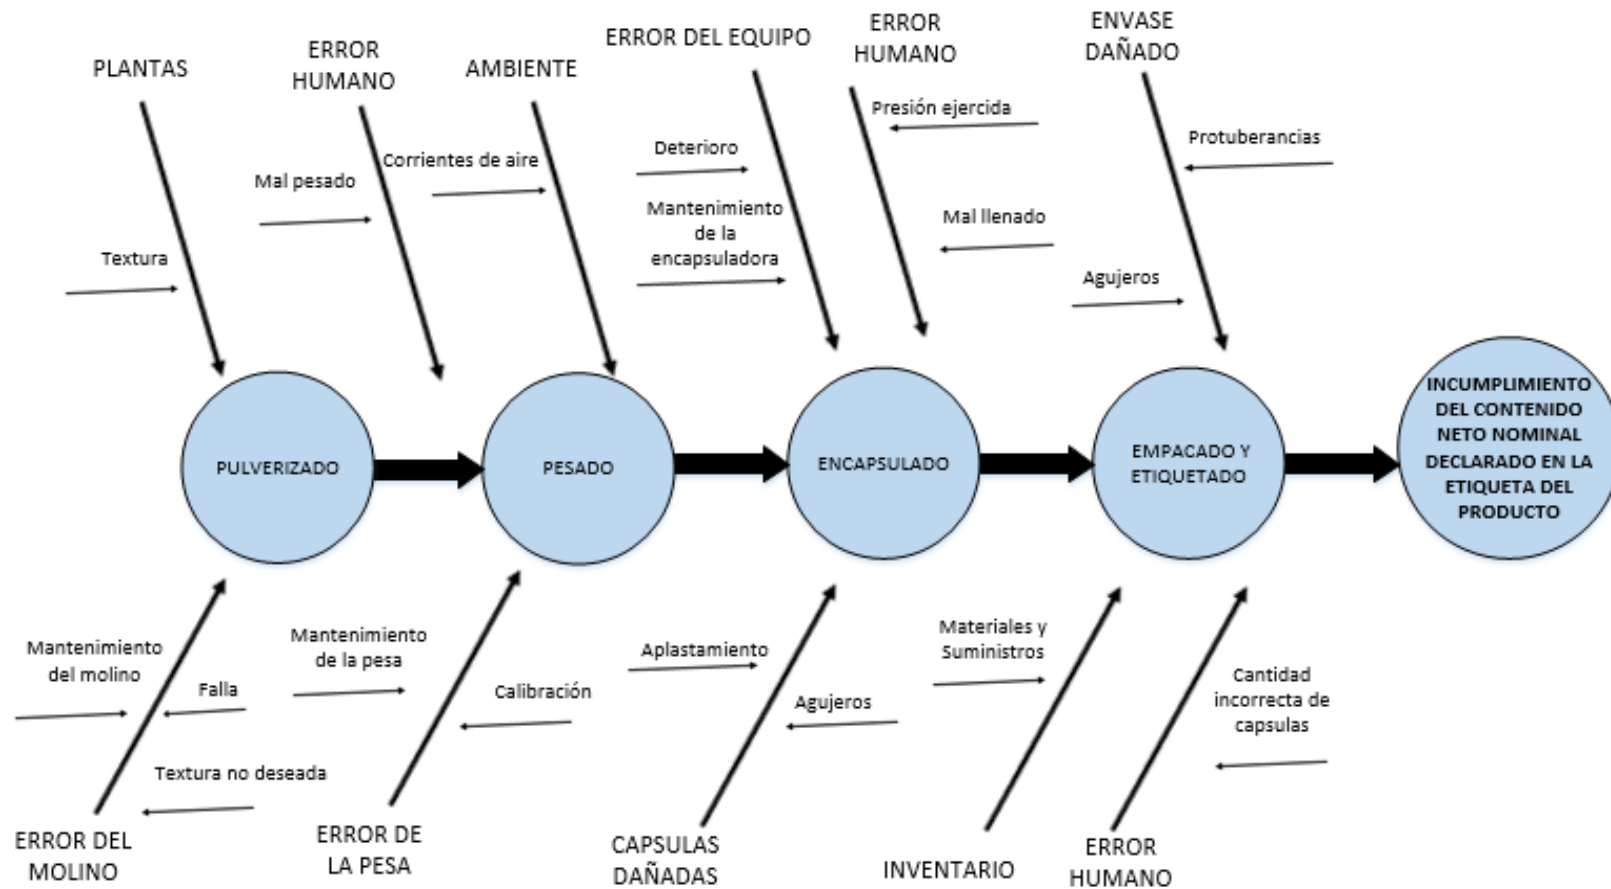 PLANTAS
ERROR
HUMANO
AMBIENTE
ERROR DEL EQUIPO
ERROR
HUMANO
ENVASE
DAÑADO
Textura
Mal pesado
Corrientes de aire
Deterioro
Mantenimiento
de la
encapsuladora
Presión ejercida
Mal llenado
Protuberancias
Agujeros
PULVERIZADO
PESADO
ENCAPSULADO
EMPACADO Y
ETIQUETADO
INCUMPLIMIENTO
DEL CONTENIDO
NETO NOMINAL
DECLARADO EN LA
ETIQUETA DEL
PRODUCTO
Mantenimiento
del molino
Falla
Textura no deseada
Mantenimiento
de la pesa
Calibración
Aplastamiento
Agujeros
Materiales y
Suministros
Cantidad
incorrecta de
capsulas
ERROR DEL
MOLINO
ERROR DE
LA PESA
CAPSULAS
DAÑADAS
INVENTARIO
ERROR
HUMANO